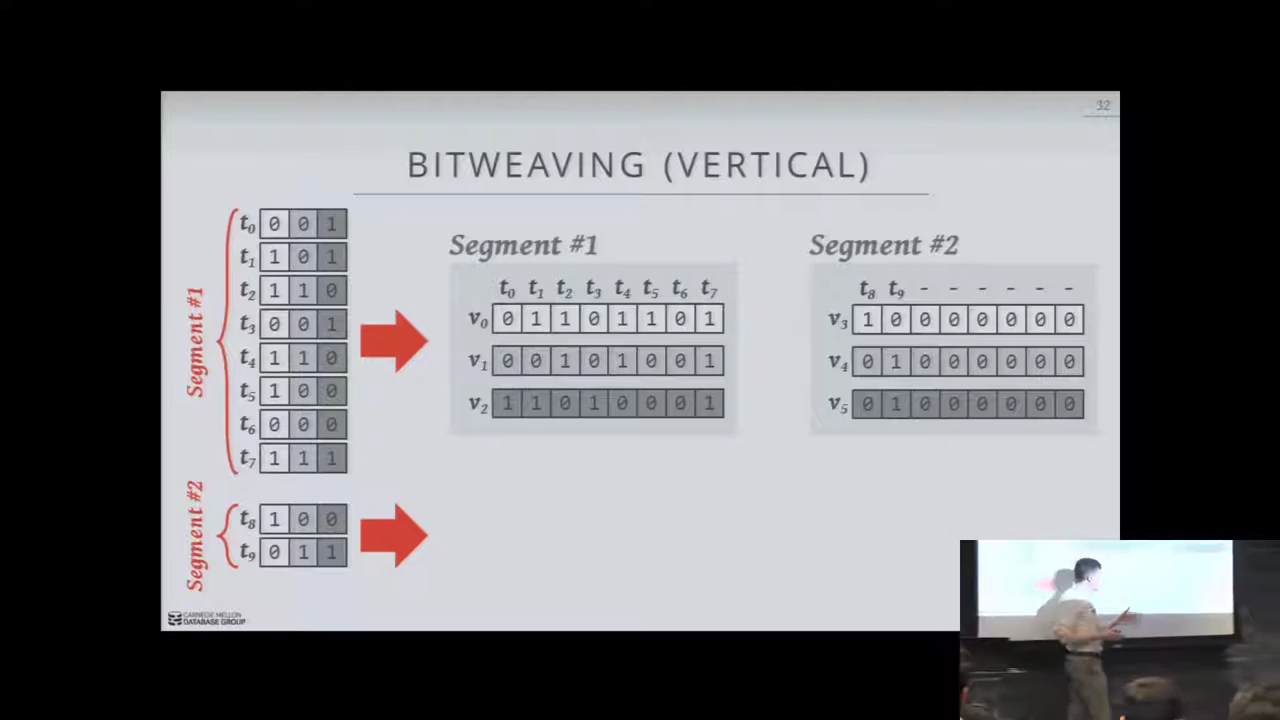 32
BITWEAVING (VERTICAL)
Segment #1
t0 0 0 1
t1 1 0 1
t2 1 1 0
t3 0 0 1
t4 1 1 0
t5 1 0 0
t6 0 0 0
t7 1 1 1
Segment #2
t8 1 0 0
t9 0 1 1
Segment #1
t0 t1 t2 t3 t4 t5 t6 t7
v0 0 1 1 0 1 1 0 1
v1 0 0 1 0 1 0 0 1
v2 1 1 0 1 0 0 0 1
Segment #2
t8 t9 - - - - - -
v3 1 0 0 0 0 0 0 0
v4 0 1 0 0 0 0 0 0
v5 0 1 0 0 0 0 0 0
CARNEGIE MELLON
DATABASE GROUP